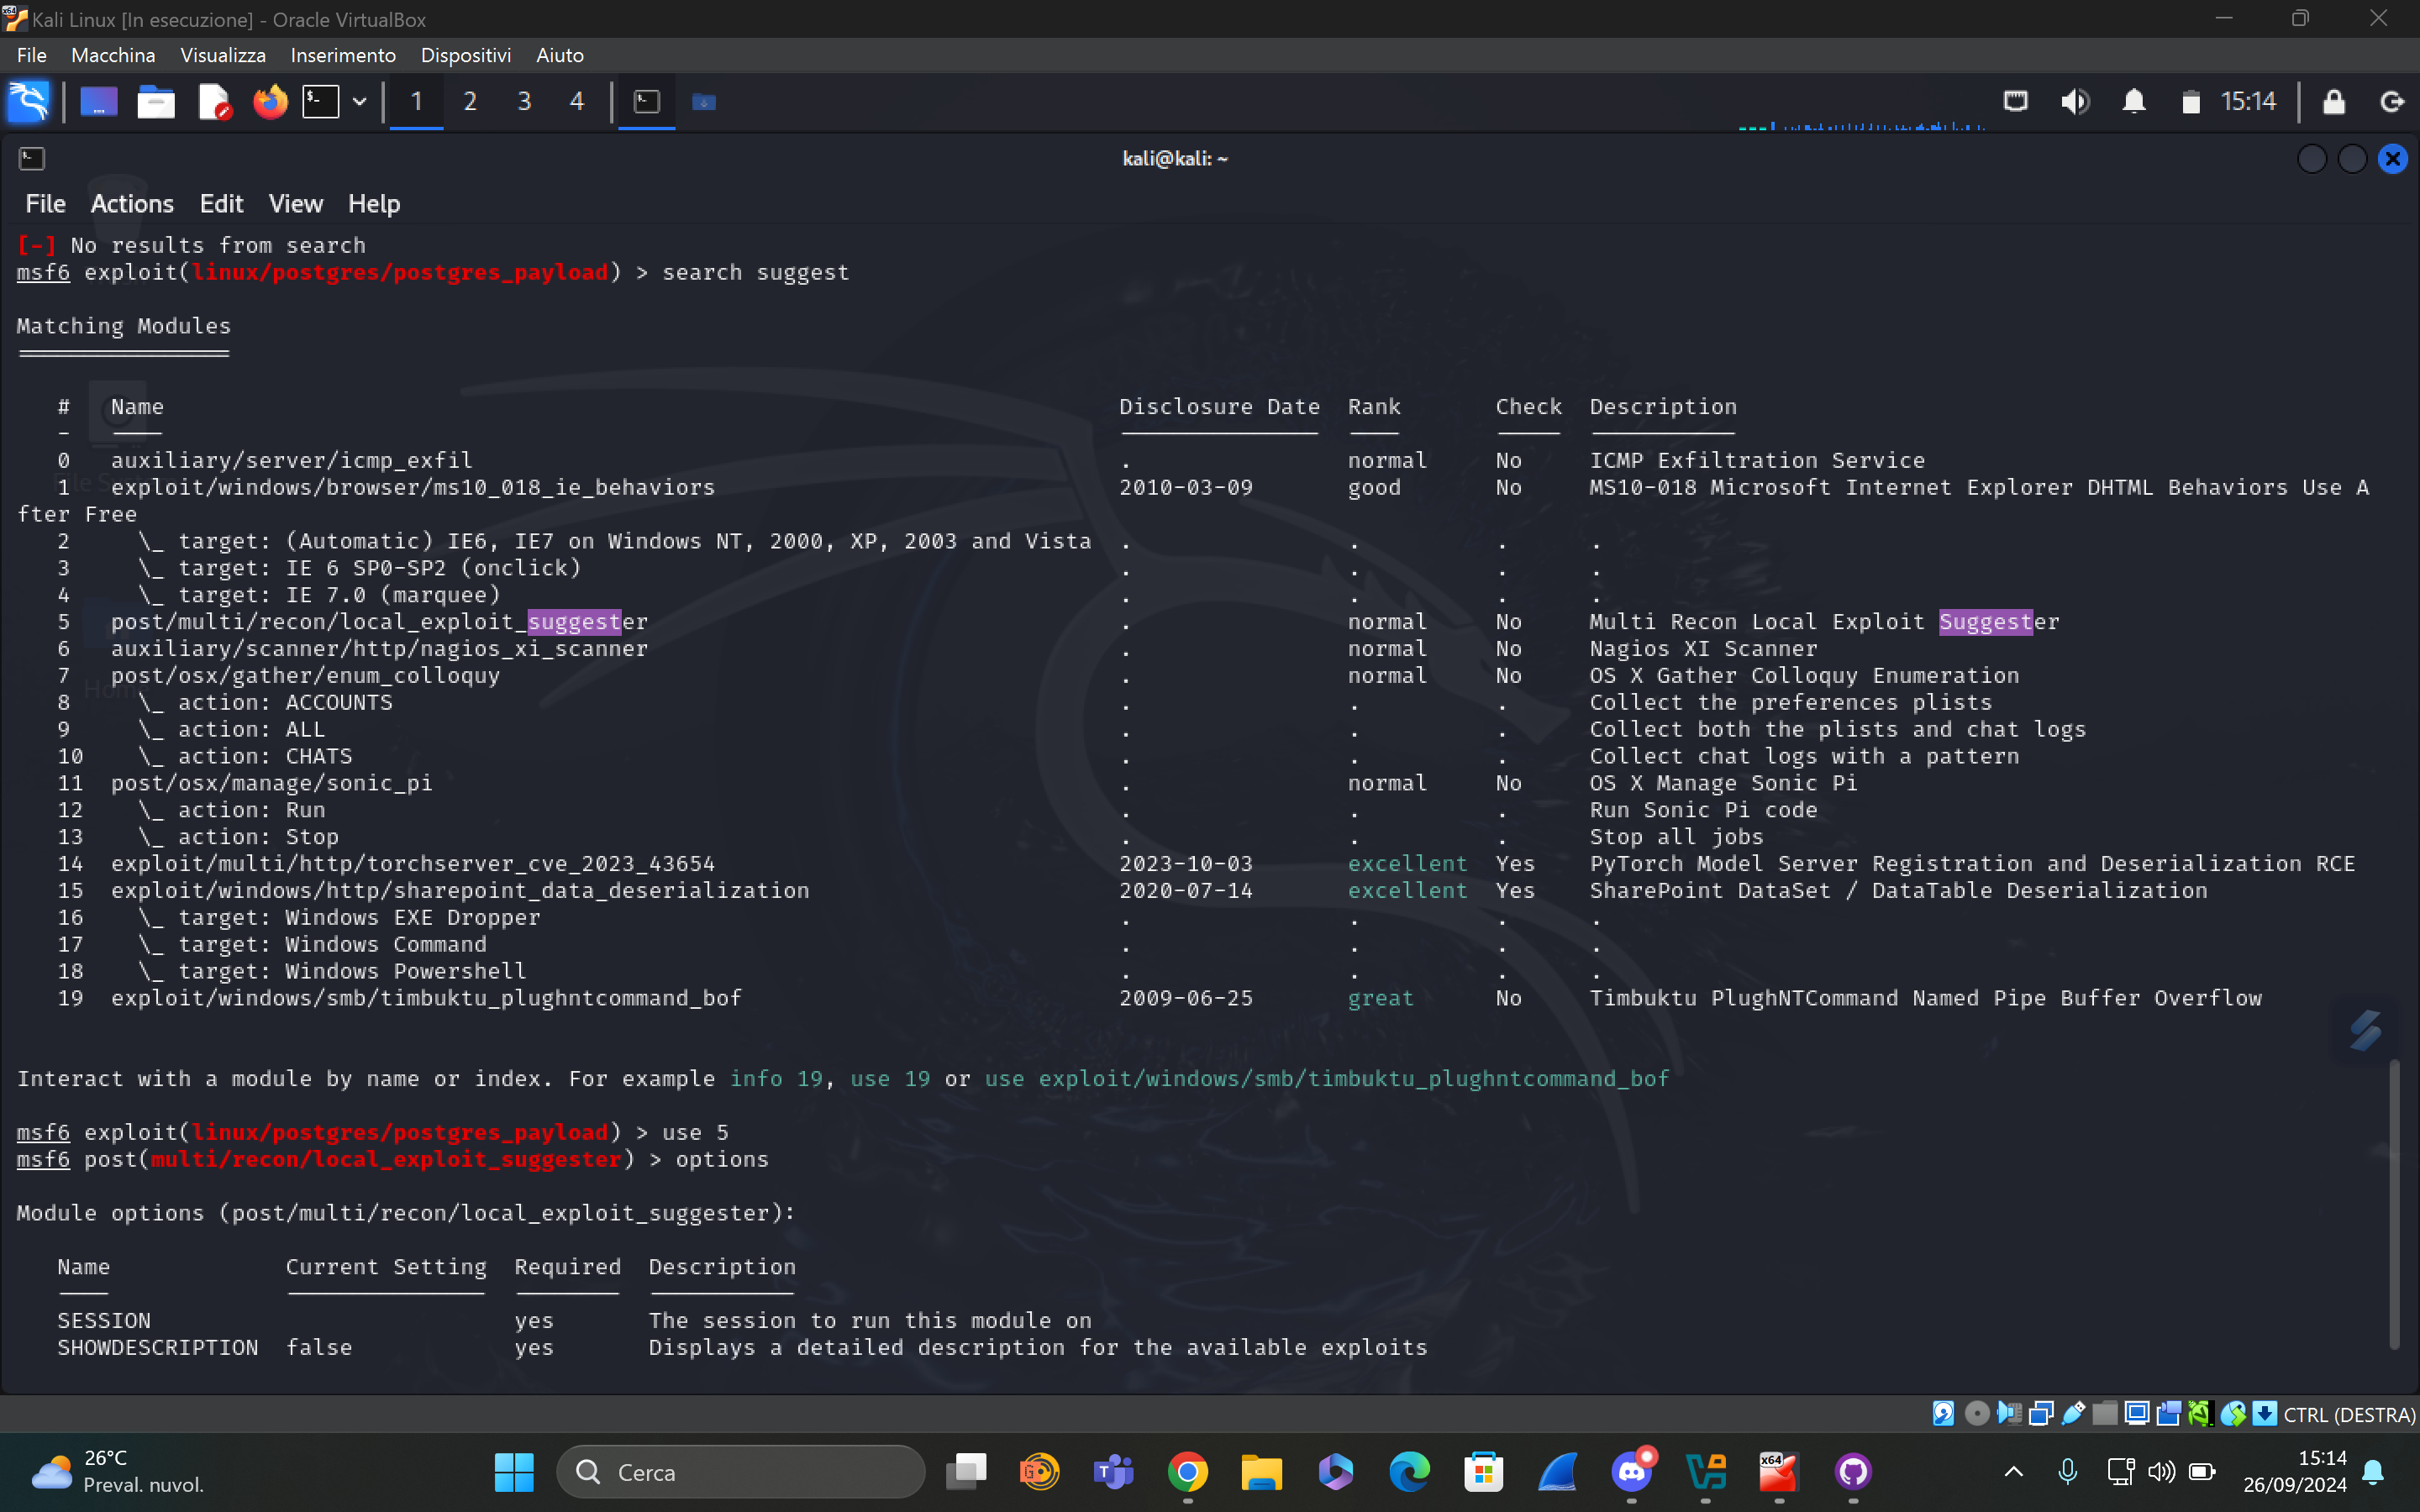 Kali Linux [In esecuzione] - Oracle VirtualBox
File Macchina Visualizza Inserimento Dispositivi Aiuto
1 2 3 4 15:14
kali@kali: ~
File Actions Edit View Help
[-] No results from search
msf6 exploit(linux/postgres/postgres_payload) > search suggest
Matching Modules
================
# Name Disclosure Date Rank Check Description
- ---- --------------- ---- ----- -----------
0 auxiliary/server/icmp_exfil . normal No ICMP Exfiltration Service
1 exploit/windows/browser/ms10_018_ie_behaviors 2010-03-09 good No MS10-018 Microsoft Internet Explorer DHTML Behaviors Use A
fter Free
2 \_ target: (Automatic) IE6, IE7 on Windows NT, 2000, XP, 2003 and Vista . . . .
3 \_ target: IE 6 SP0-SP2 (onclick) . . . .
4 \_ target: IE 7.0 (marquee) . . . .
5 post/multi/recon/local_exploit_suggester . normal No Multi Recon Local Exploit Suggester
6 auxiliary/scanner/http/nagios_xi_scanner . normal No Nagios XI Scanner
7 post/osx/gather/enum_colloquy . normal No OS X Gather Colloquy Enumeration
8 \_ action: ACCOUNTS . . . Collect the preferences plists
9 \_ action: ALL . . . Collect both the plists and chat logs
10 \_ action: CHATS . . . Collect chat logs with a pattern
11 post/osx/manage/sonic_pi . normal No OS X Manage Sonic Pi
12 \_ action: Run . . . Run Sonic Pi code
13 \_ action: Stop . . . Stop all jobs
14 exploit/multi/http/torchserver_cve_2023_43654 2023-10-03 excellent Yes PyTorch Model Server Registration and Deserialization RCE
15 exploit/windows/http/sharepoint_data_deserialization 2020-07-14 excellent Yes SharePoint DataSet / DataTable Deserialization
16 \_ target: Windows EXE Dropper . . . .
17 \_ target: Windows Command . . . .
18 \_ target: Windows Powershell . . . .
19 exploit/windows/smb/timbuktu_plughntcommand_bof 2009-06-25 great No Timbuktu PlughNTCommand Named Pipe Buffer Overflow
Interact with a module by name or index. For example info 19, use 19 or use exploit/windows/smb/timbuktu_plughntcommand_bof
msf6 exploit(linux/postgres/postgres_payload) > use 5
msf6 post(multi/recon/local_exploit_suggester) > options
Module options (post/multi/recon/local_exploit_suggester):
Name Current Setting Required Description
---- --------------- -------- -----------
SESSION yes The session to run this module on
SHOWDESCRIPTION false yes Displays a detailed description for the available exploits
CTRL (DESTRA)
26°C
Preval. nuvol.
Cerca
15:14
26/09/2024